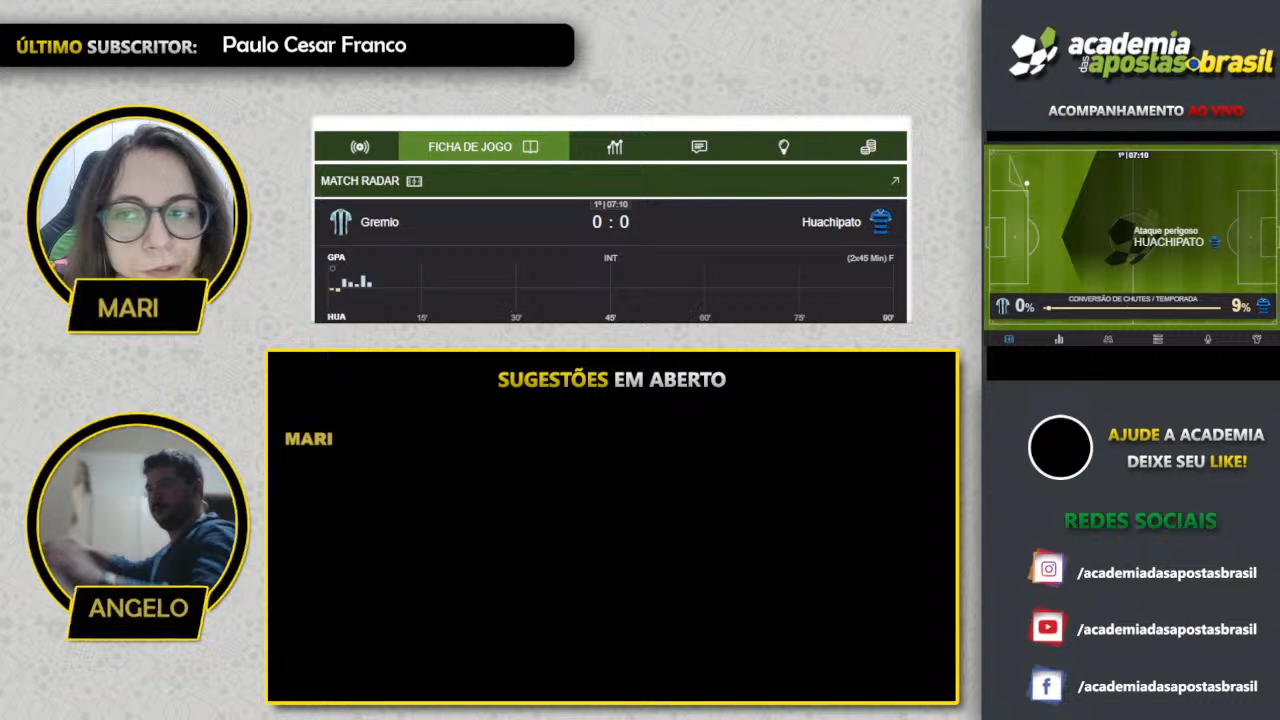 ÚLTIMO SUBSCRITOR: Paulo Cesar Franco
MARI
ANGELO
FICHA DE JOGO
MATCH RADAR
1º|07:10
Gremio 0 : 0 Huachipato
GPA INT (2x45 Min) F
HUA 15' 30' 45' 60' 75' 90'
SUGESTÕES EM ABERTO
MARI
academia
das apostas brasil
ACOMPANHAMENTO AO VIVO
1º|07:10
Ataque perigoso
HUACHIPATO
CONVERSÃO DE CHUTES / TEMPORADA
0% 9%
AJUDE A ACADEMIA
DEIXE SEU LIKE!
REDES SOCIAIS
/academiadasapostasbrasil
/academiadasapostasbrasil
/academiadasapostasbrasil